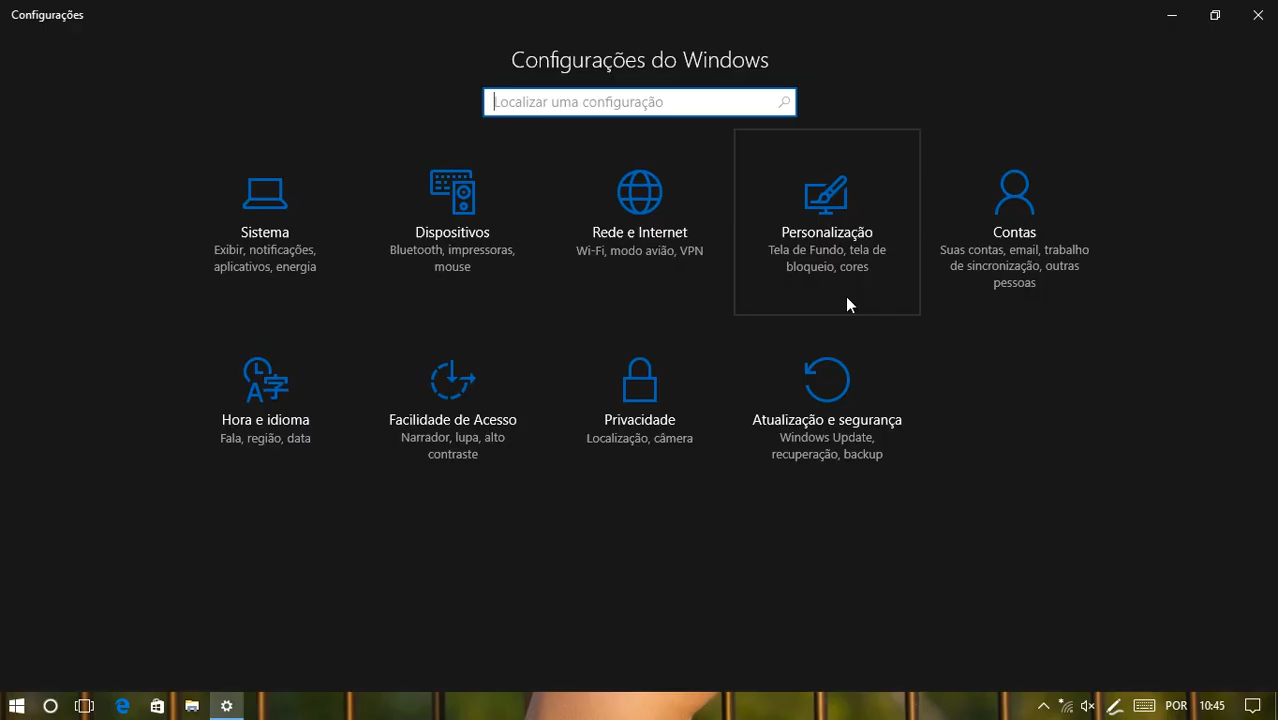 Configurações
Configurações do Windows
Localizar uma configuração
Sistema
Exibir, notificações,
aplicativos, energia
Dispositivos
Bluetooth, impressoras,
mouse
Rede e Internet
Wi-Fi, modo avião, VPN
Personalização
Tela de Fundo, tela de
bloqueio, cores
Contas
Suas contas, email, trabalho
de sincronização, outras
pessoas
Hora e idioma
Fala, região, data
Facilidade de Acesso
Narrador, lupa, alto
contraste
Privacidade
Localização, câmera
Atualização e segurança
Windows Update,
recuperação, backup
POR
10:45